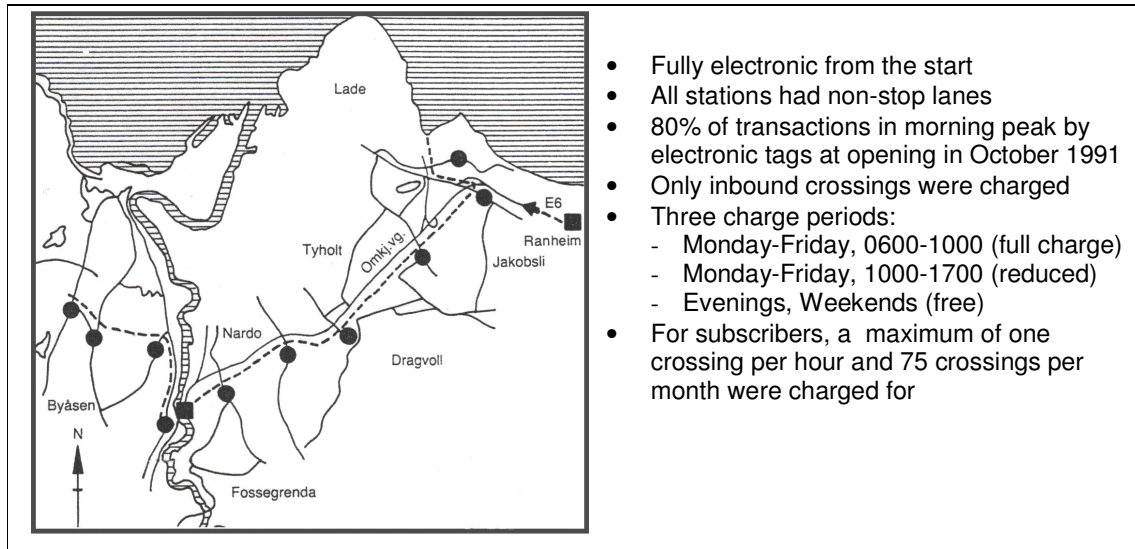 Lade
E6
Ranheim
Tyholt
Omkj.vg.
Jakobsli
Nardo
Dragvoll
Byåsen
N
Fossegrenda
• Fully electronic from the start
• All stations had non-stop lanes
• 80% of transactions in morning peak by
electronic tags at opening in October 1991
• Only inbound crossings were charged
• Three charge periods:
- Monday-Friday, 0600-1000 (full charge)
- Monday-Friday, 1000-1700 (reduced)
- Evenings, Weekends (free)
• For subscribers, a maximum of one
crossing per hour and 75 crossings per
month were charged for